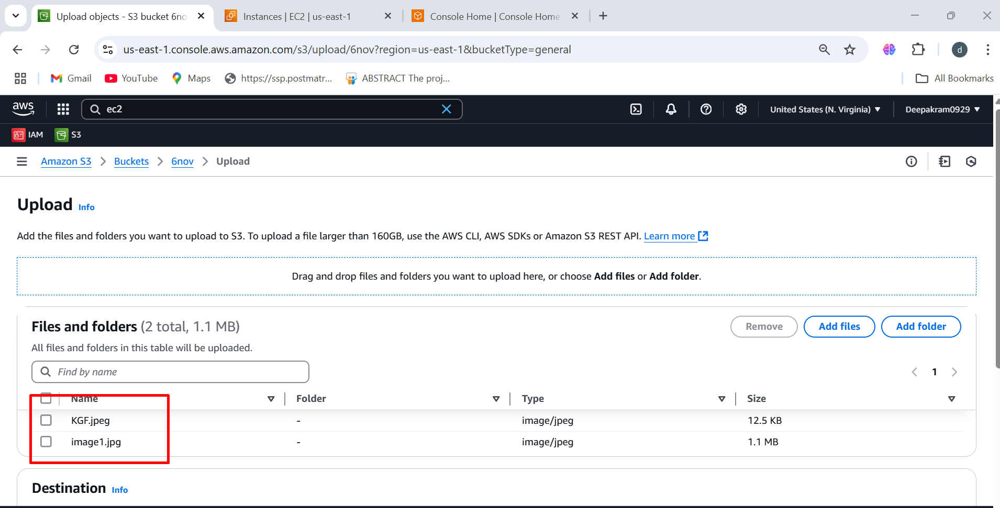 Upload objects - S3 bucket 6no
Instances | EC2 | us-east-1
Console Home | Console Home
us-east-1.console.aws.amazon.com/s3/upload/6nov?region=us-east-1&bucketType=general
d
Gmail
YouTube
Maps
https://ssp.postmatr...
ABSTRACT The proj...
All Bookmarks
aws
ec2
United States (N. Virginia)
Deepakram0929
IAM
S3
Amazon S3
Buckets
6nov
Upload
Upload Info
Add the files and folders you want to upload to S3. To upload a file larger than 160GB, use the AWS CLI, AWS SDKs or Amazon S3 REST API. Learn more
Drag and drop files and folders you want to upload here, or choose Add files or Add folder.
Files and folders (2 total, 1.1 MB)
Remove
Add files
Add folder
All files and folders in this table will be uploaded.
Find by name
1
Name Folder Type Size
KGF.jpeg - image/jpeg 12.5 KB
image1.jpg - image/jpeg 1.1 MB
Destination Info